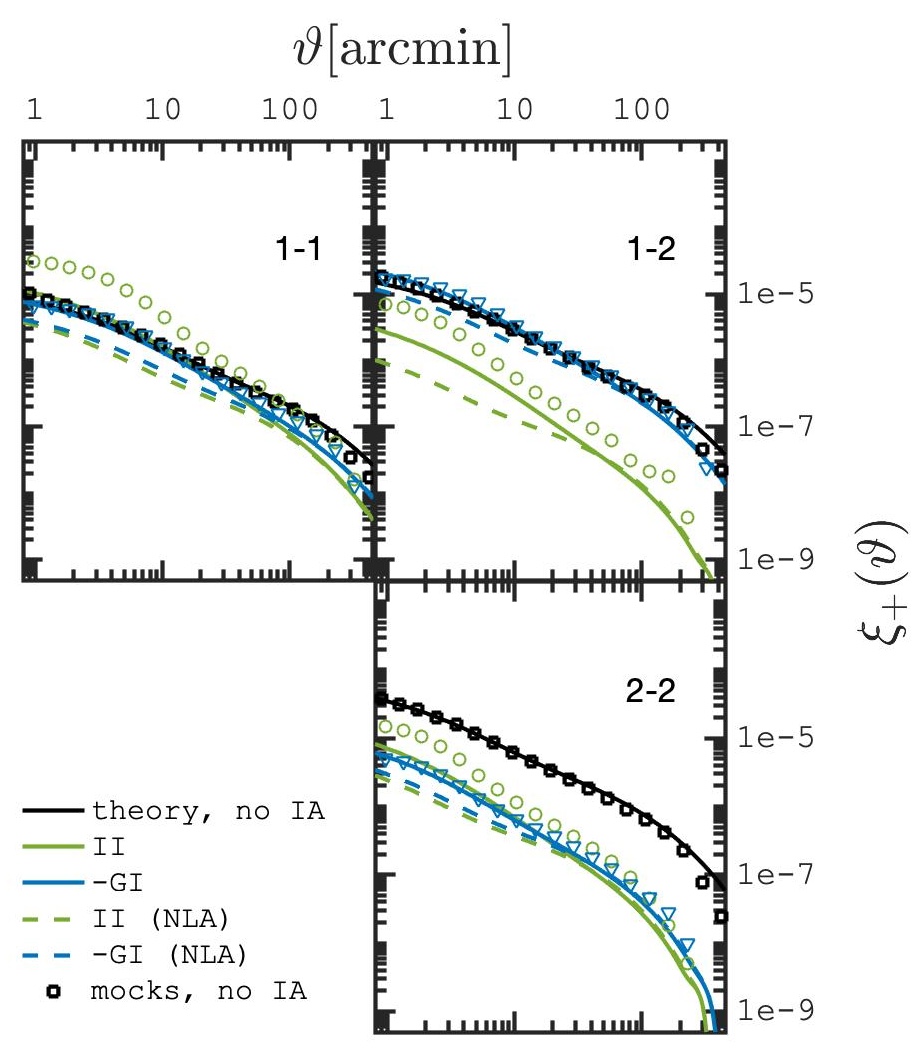 ϑ[arcmin]
1 10 100 1 10 100
1-1 1-2
1e-5
1e-7
1e-9
2-2
1e-5
1e-7
1e-9
ξ+(ϑ)
theory, no IA
II
-GI
II (NLA)
-GI (NLA)
mocks, no IA